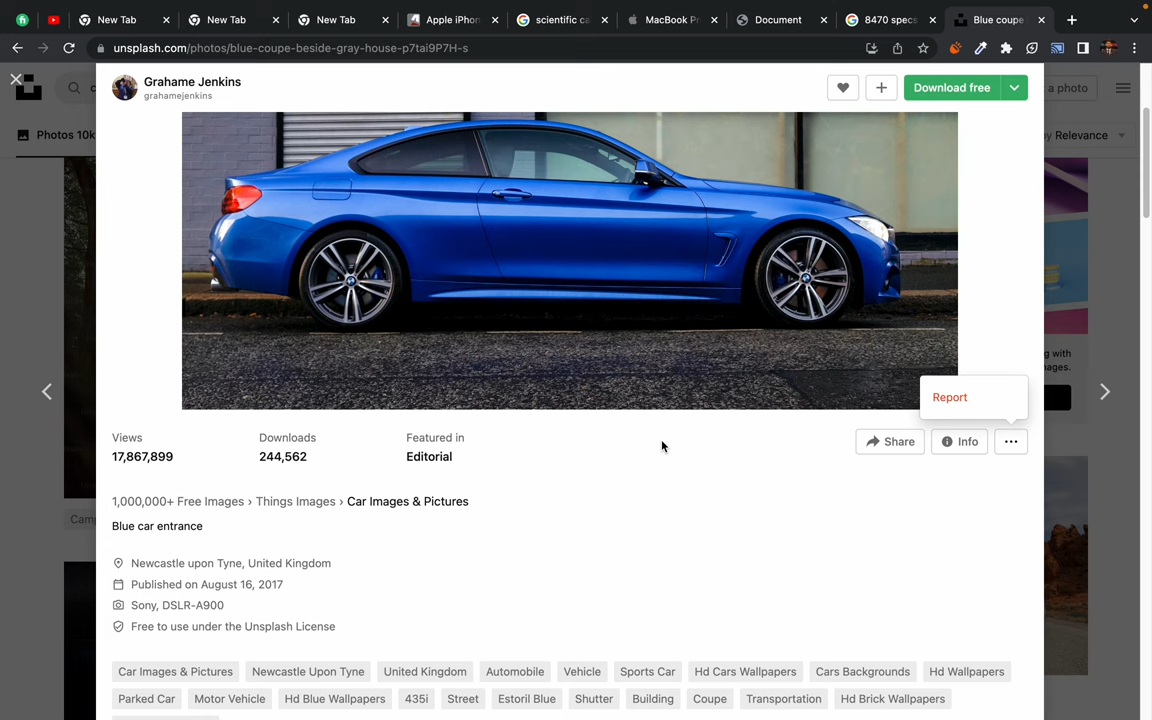 New Tab
New Tab
New Tab
Apple iPhon
scientific ca
MacBook Pr
Document
8470 specs
Blue coupe
unsplash.com/photos/blue-coupe-beside-gray-house-p7tai9P7H-s
Grahame Jenkins
grahamejenkins
Download free
a photo
Photos 10k
by Relevance
Report
g with
nages.
Views
17,867,899
Downloads
244,562
Featured in
Editorial
Share
Info
1,000,000+ Free Images › Things Images › Car Images & Pictures
Camp
Blue car entrance
Newcastle upon Tyne, United Kingdom
Published on August 16, 2017
Sony, DSLR-A900
Free to use under the Unsplash License
Car Images & Pictures
Newcastle Upon Tyne
United Kingdom
Automobile
Vehicle
Sports Car
Hd Cars Wallpapers
Cars Backgrounds
Hd Wallpapers
Parked Car
Motor Vehicle
Hd Blue Wallpapers
435i
Street
Estoril Blue
Shutter
Building
Coupe
Transportation
Hd Brick Wallpapers